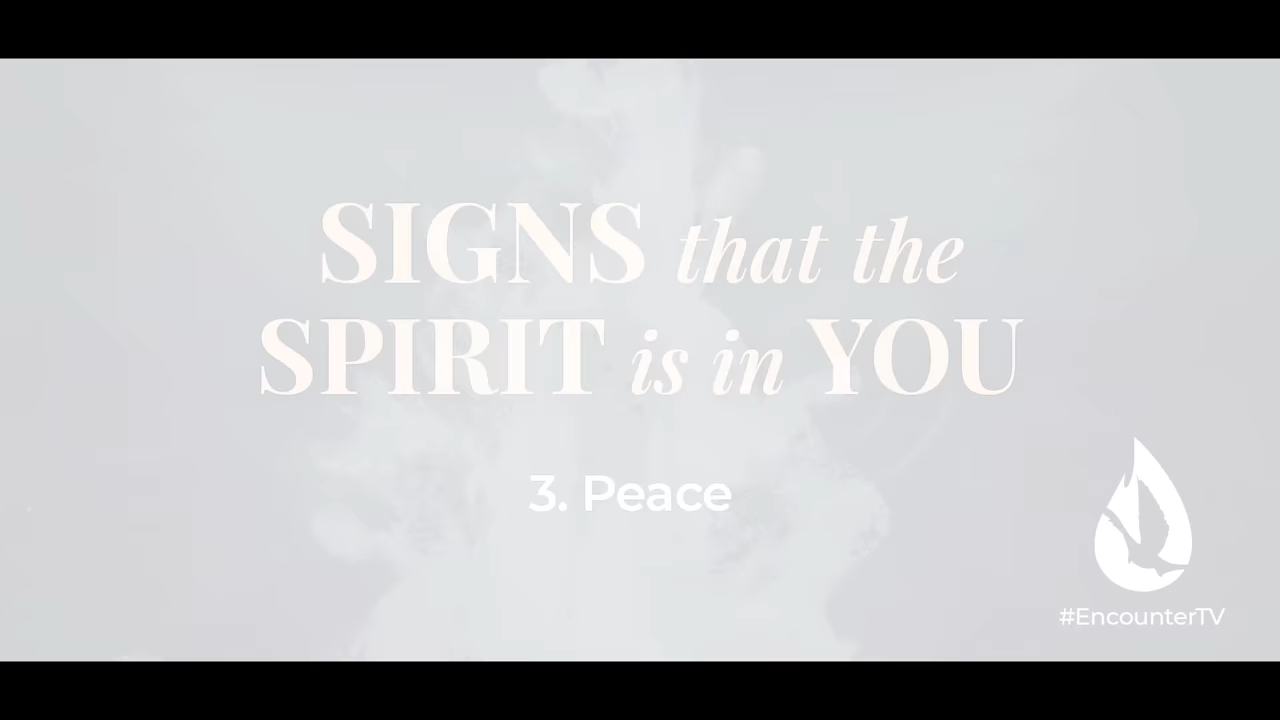 SIGNS that the
SPIRIT is in YOU
3. Peace
#EncounterTV